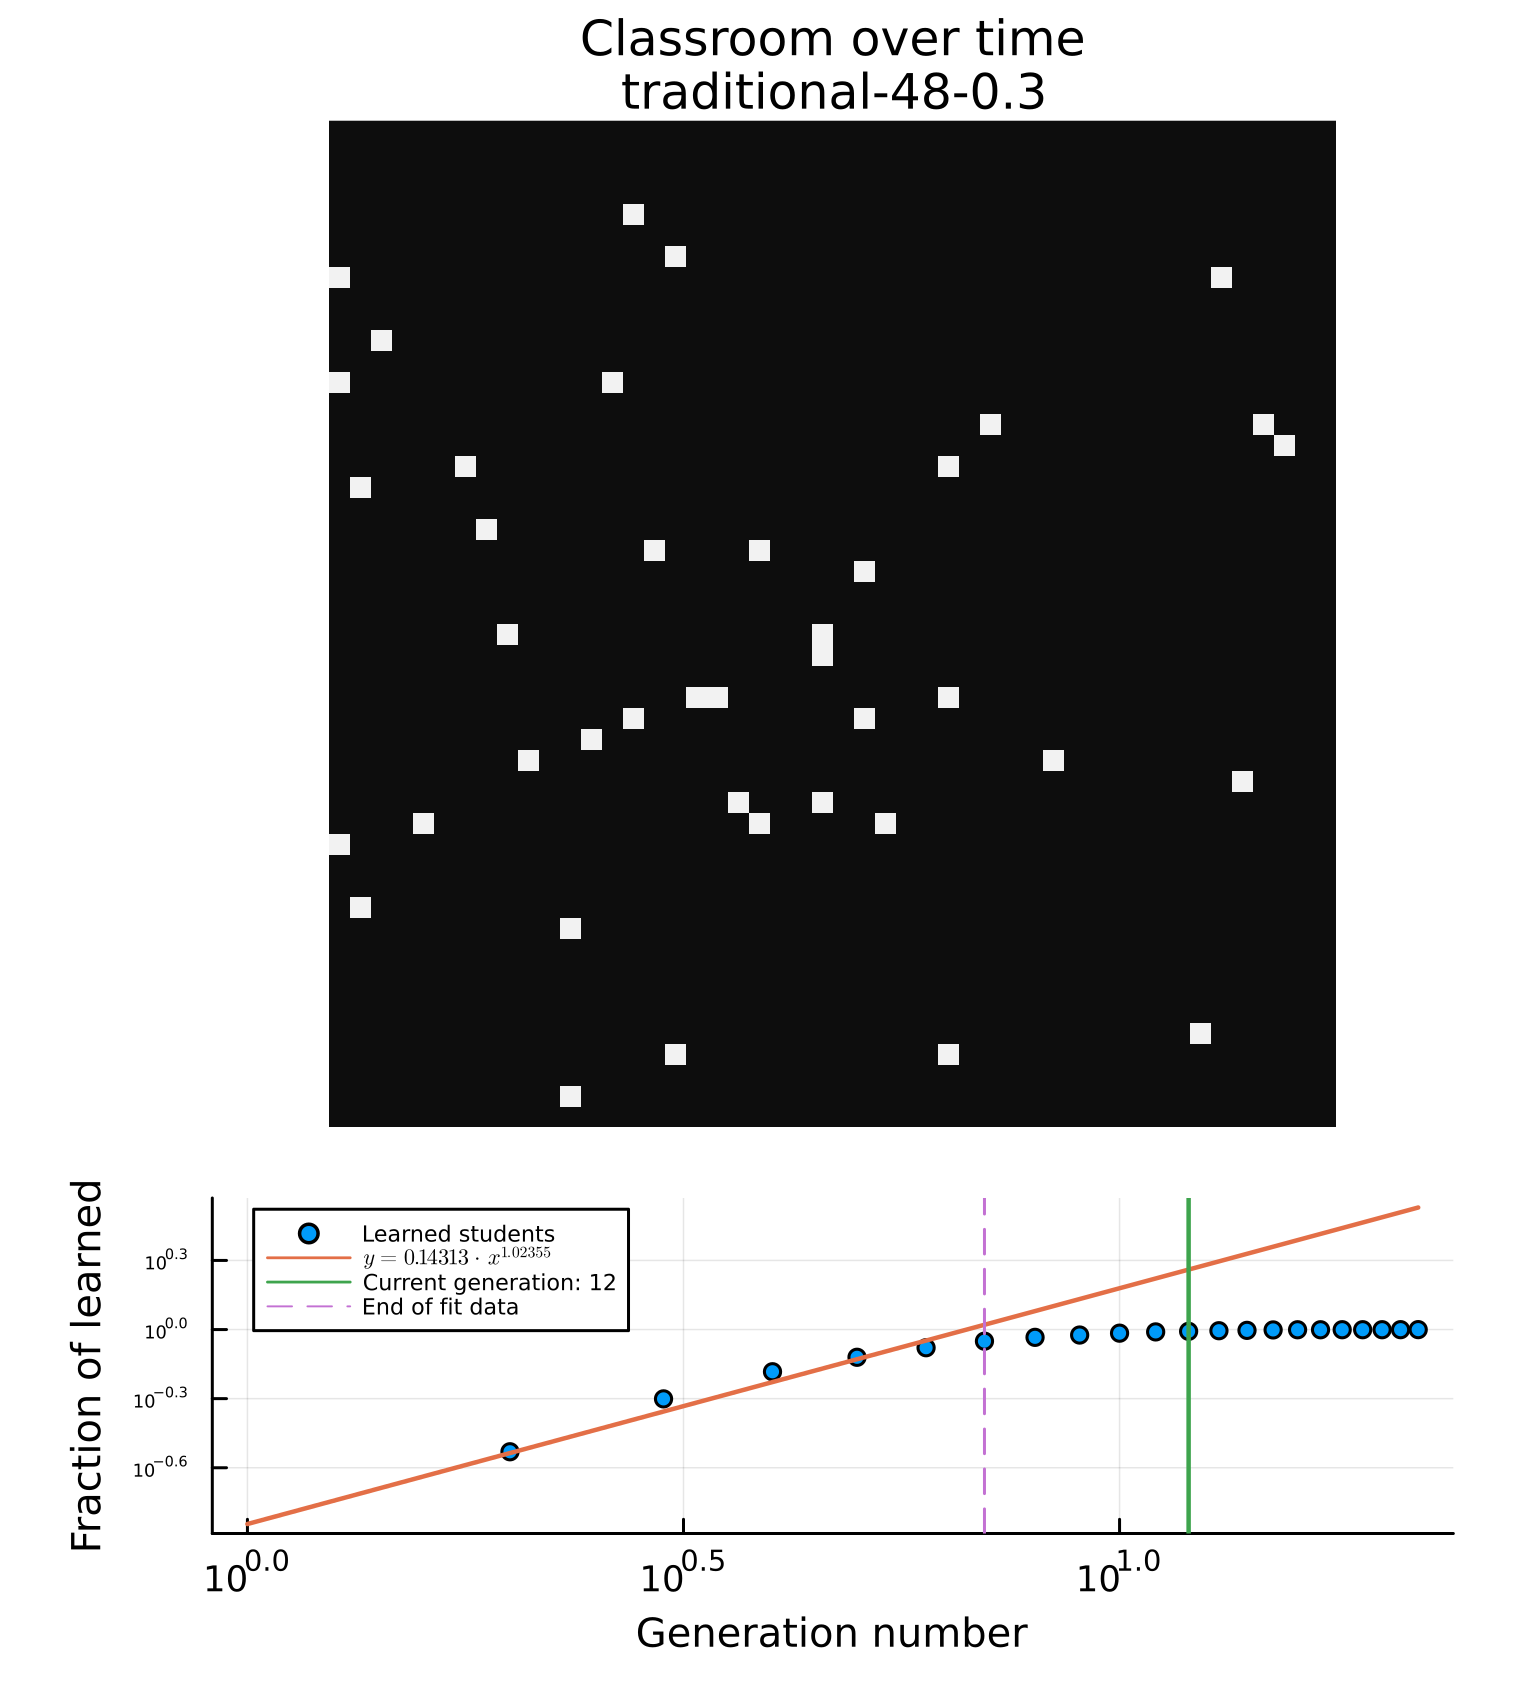 Classroom over time
traditional-48-0.3
Fraction of learned
Learned students
y = 0.14313 · x^1.02355
Current generation: 12
End of fit data
10^0.3
10^0.0
10^−0.3
10^−0.6
10^0.0 10^0.5 10^1.0
Generation number